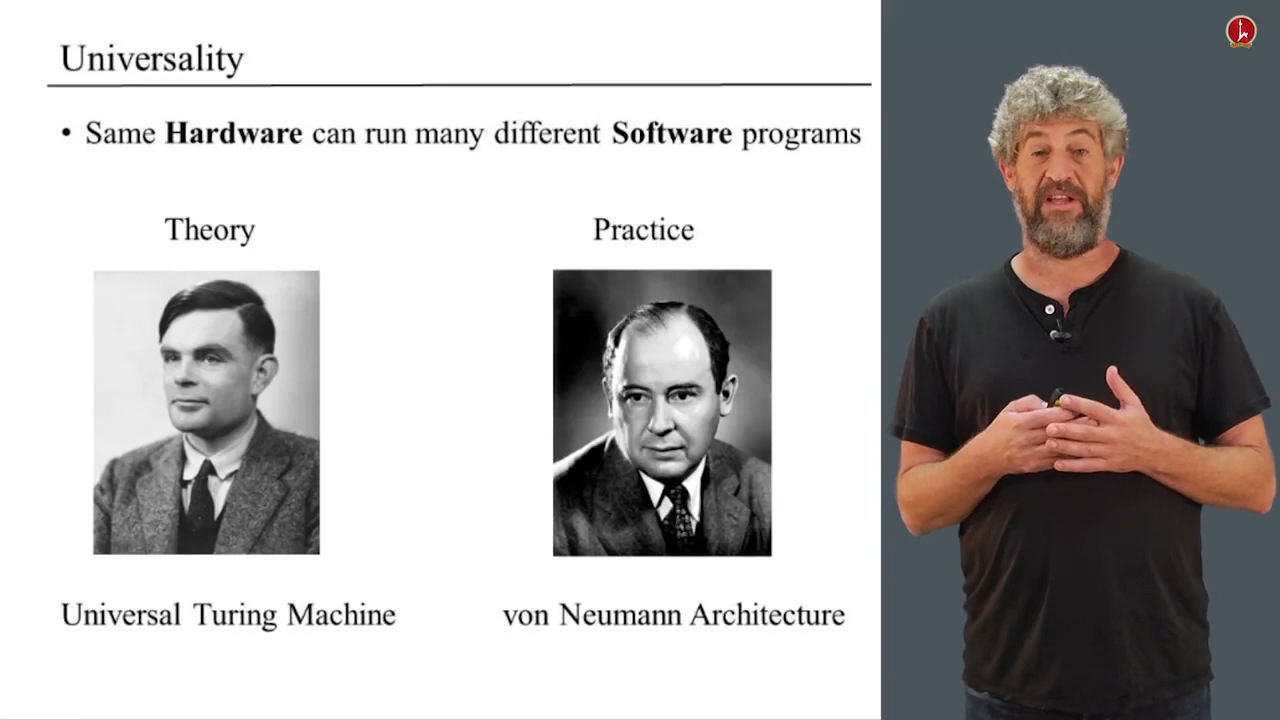 Universality
• Same Hardware can run many different Software programs
Theory
Practice
Universal Turing Machine
von Neumann Architecture